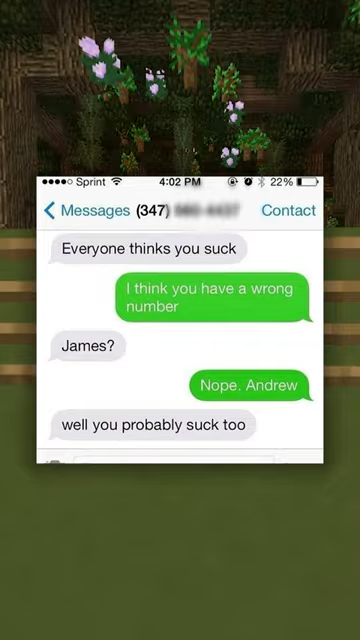 Sprint 4:02 PM 22%
Messages (347) Contact
Everyone thinks you suck
I think you have a wrong
number
James?
Nope. Andrew
well you probably suck too